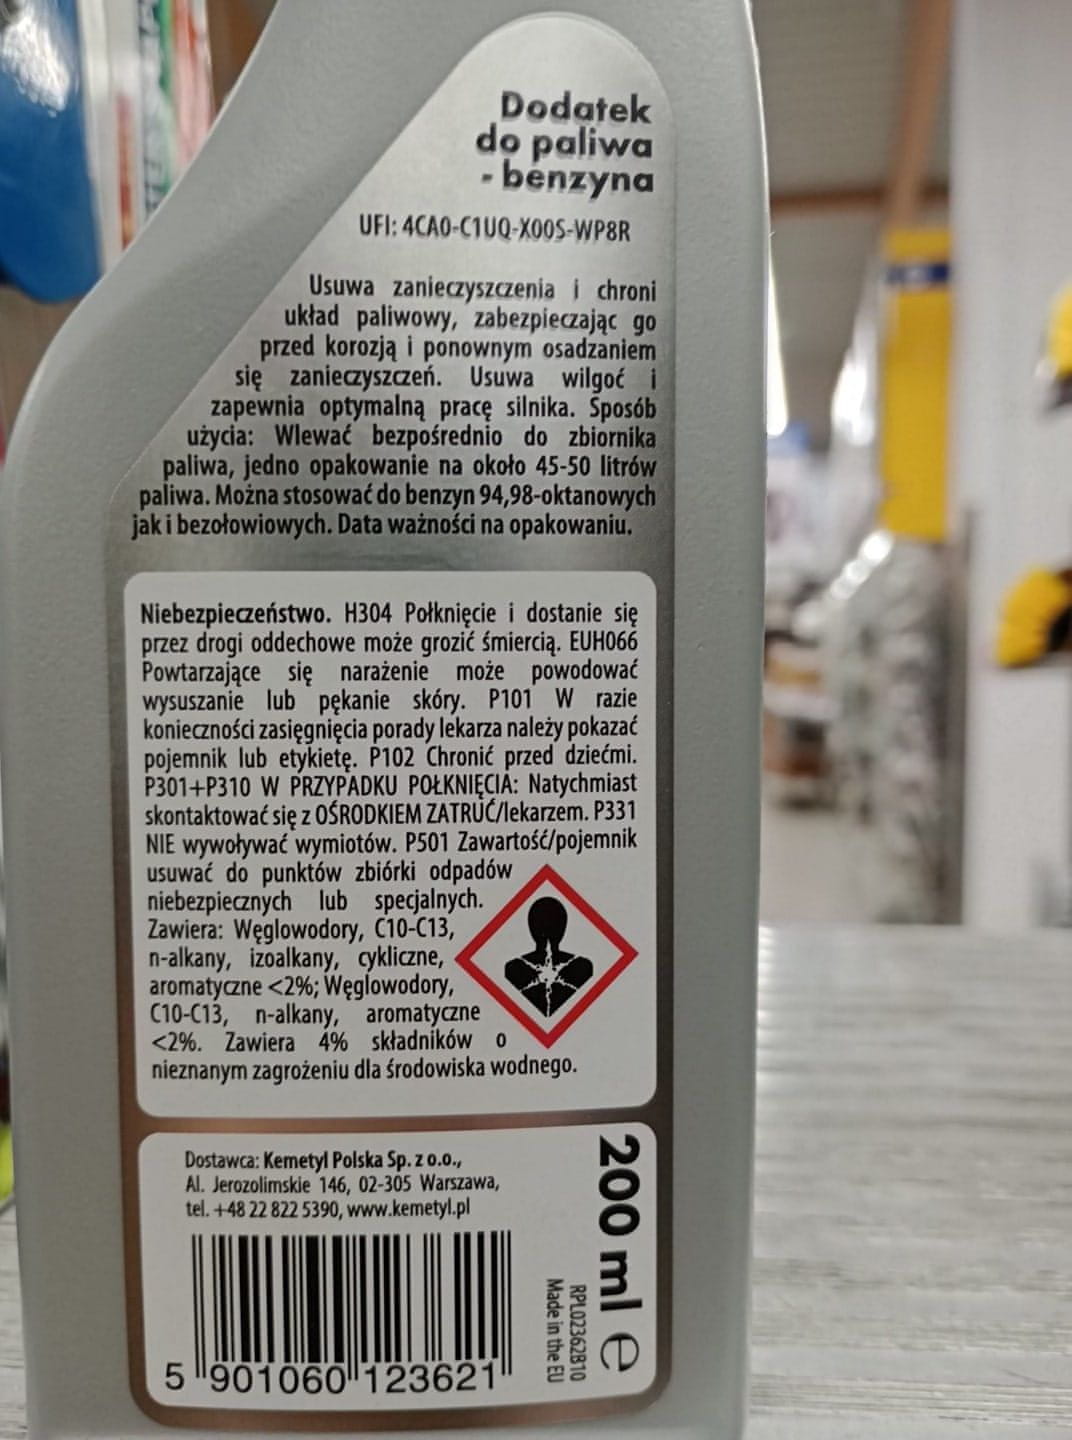 Dodatek
do paliwa
- benzyna
UFI: 4CA0-C1UQ-X00S-WP8R
Usuwa zanieczyszczenia i chroni
układ paliwowy, zabezpieczając go
przed korozją i ponownym osadzaniem
się zanieczyszczeń. Usuwa wilgoć i
zapewnia optymalną pracę silnika. Sposób
użycia: Wlewać bezpośrednio do zbiornika
paliwa, jedno opakowanie na około 45-50 litrów
paliwa. Można stosować do benzyn 94,98-oktanowych
jak i bezołowiowych. Data ważności na opakowaniu.
Niebezpieczeństwo. H304 Połknięcie i dostanie się
przez drogi oddechowe może grozić śmiercią. EUH066
Powtarzające się narażenie może powodować
wysuszanie lub pękanie skóry. P101 W razie
konieczności zasięgnięcia porady lekarza należy pokazać
pojemnik lub etykietę. P102 Chronić przed dziećmi.
P301+P310 W PRZYPADKU POŁKNIĘCIA: Natychmiast
skontaktować się z OŚRODKIEM ZATRUĆ/lekarzem. P331
NIE wywoływać wymiotów. P501 Zawartość/pojemnik
usuwać do punktów zbiórki odpadów
niebezpiecznych lub specjalnych.
Zawiera: Węglowodory, C10-C13,
n-alkany, izoalkany, cykliczne,
aromatyczne <2%; Węglowodory,
C10-C13, n-alkany, aromatyczne
<2%. Zawiera 4% składników o
nieznanym zagrożeniu dla środowiska wodnego.
Dostawca: Kemetyl Polska Sp. z o.o.,
Al. Jerozolimskie 146, 02-305 Warszawa,
tel. +48 22 822 5390, www.kemetyl.pl
5 901060 123621
200 ml e
RPL02362B10
Made in the EU